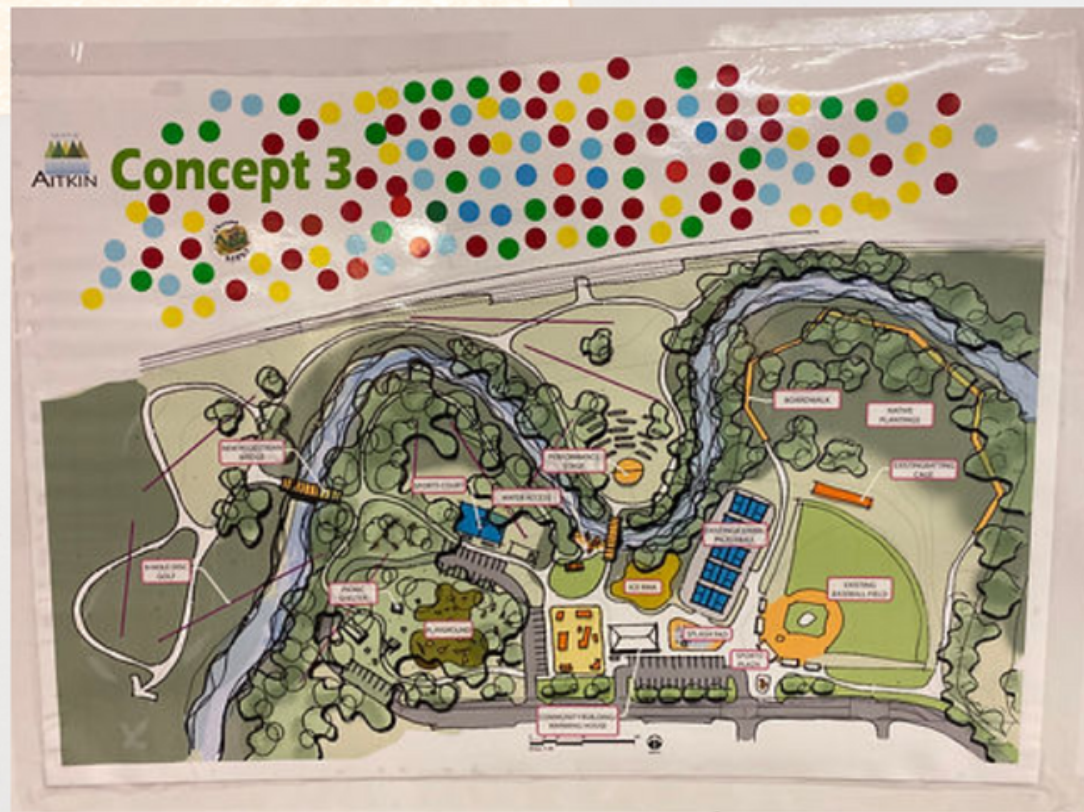 AITKIN
Concept 3
BOARDWALK
NATIVE
PLANTINGS
NEW PEDESTRIAN
BRIDGE
PERFORMANCE
STAGE
EXISTING BATTING
CAGE
SPORTS COURT
WATER ACCESS
EXISTING
PICKLEBALL
9-HOLE DISC
GOLF
PICNIC
SHELTER
ICE RINK
EXISTING
BASEBALL FIELD
PLAYGROUND
SPLASH PAD
SPORTS
PLAZA
COMMUNITY BUILDING
WARMING HOUSE